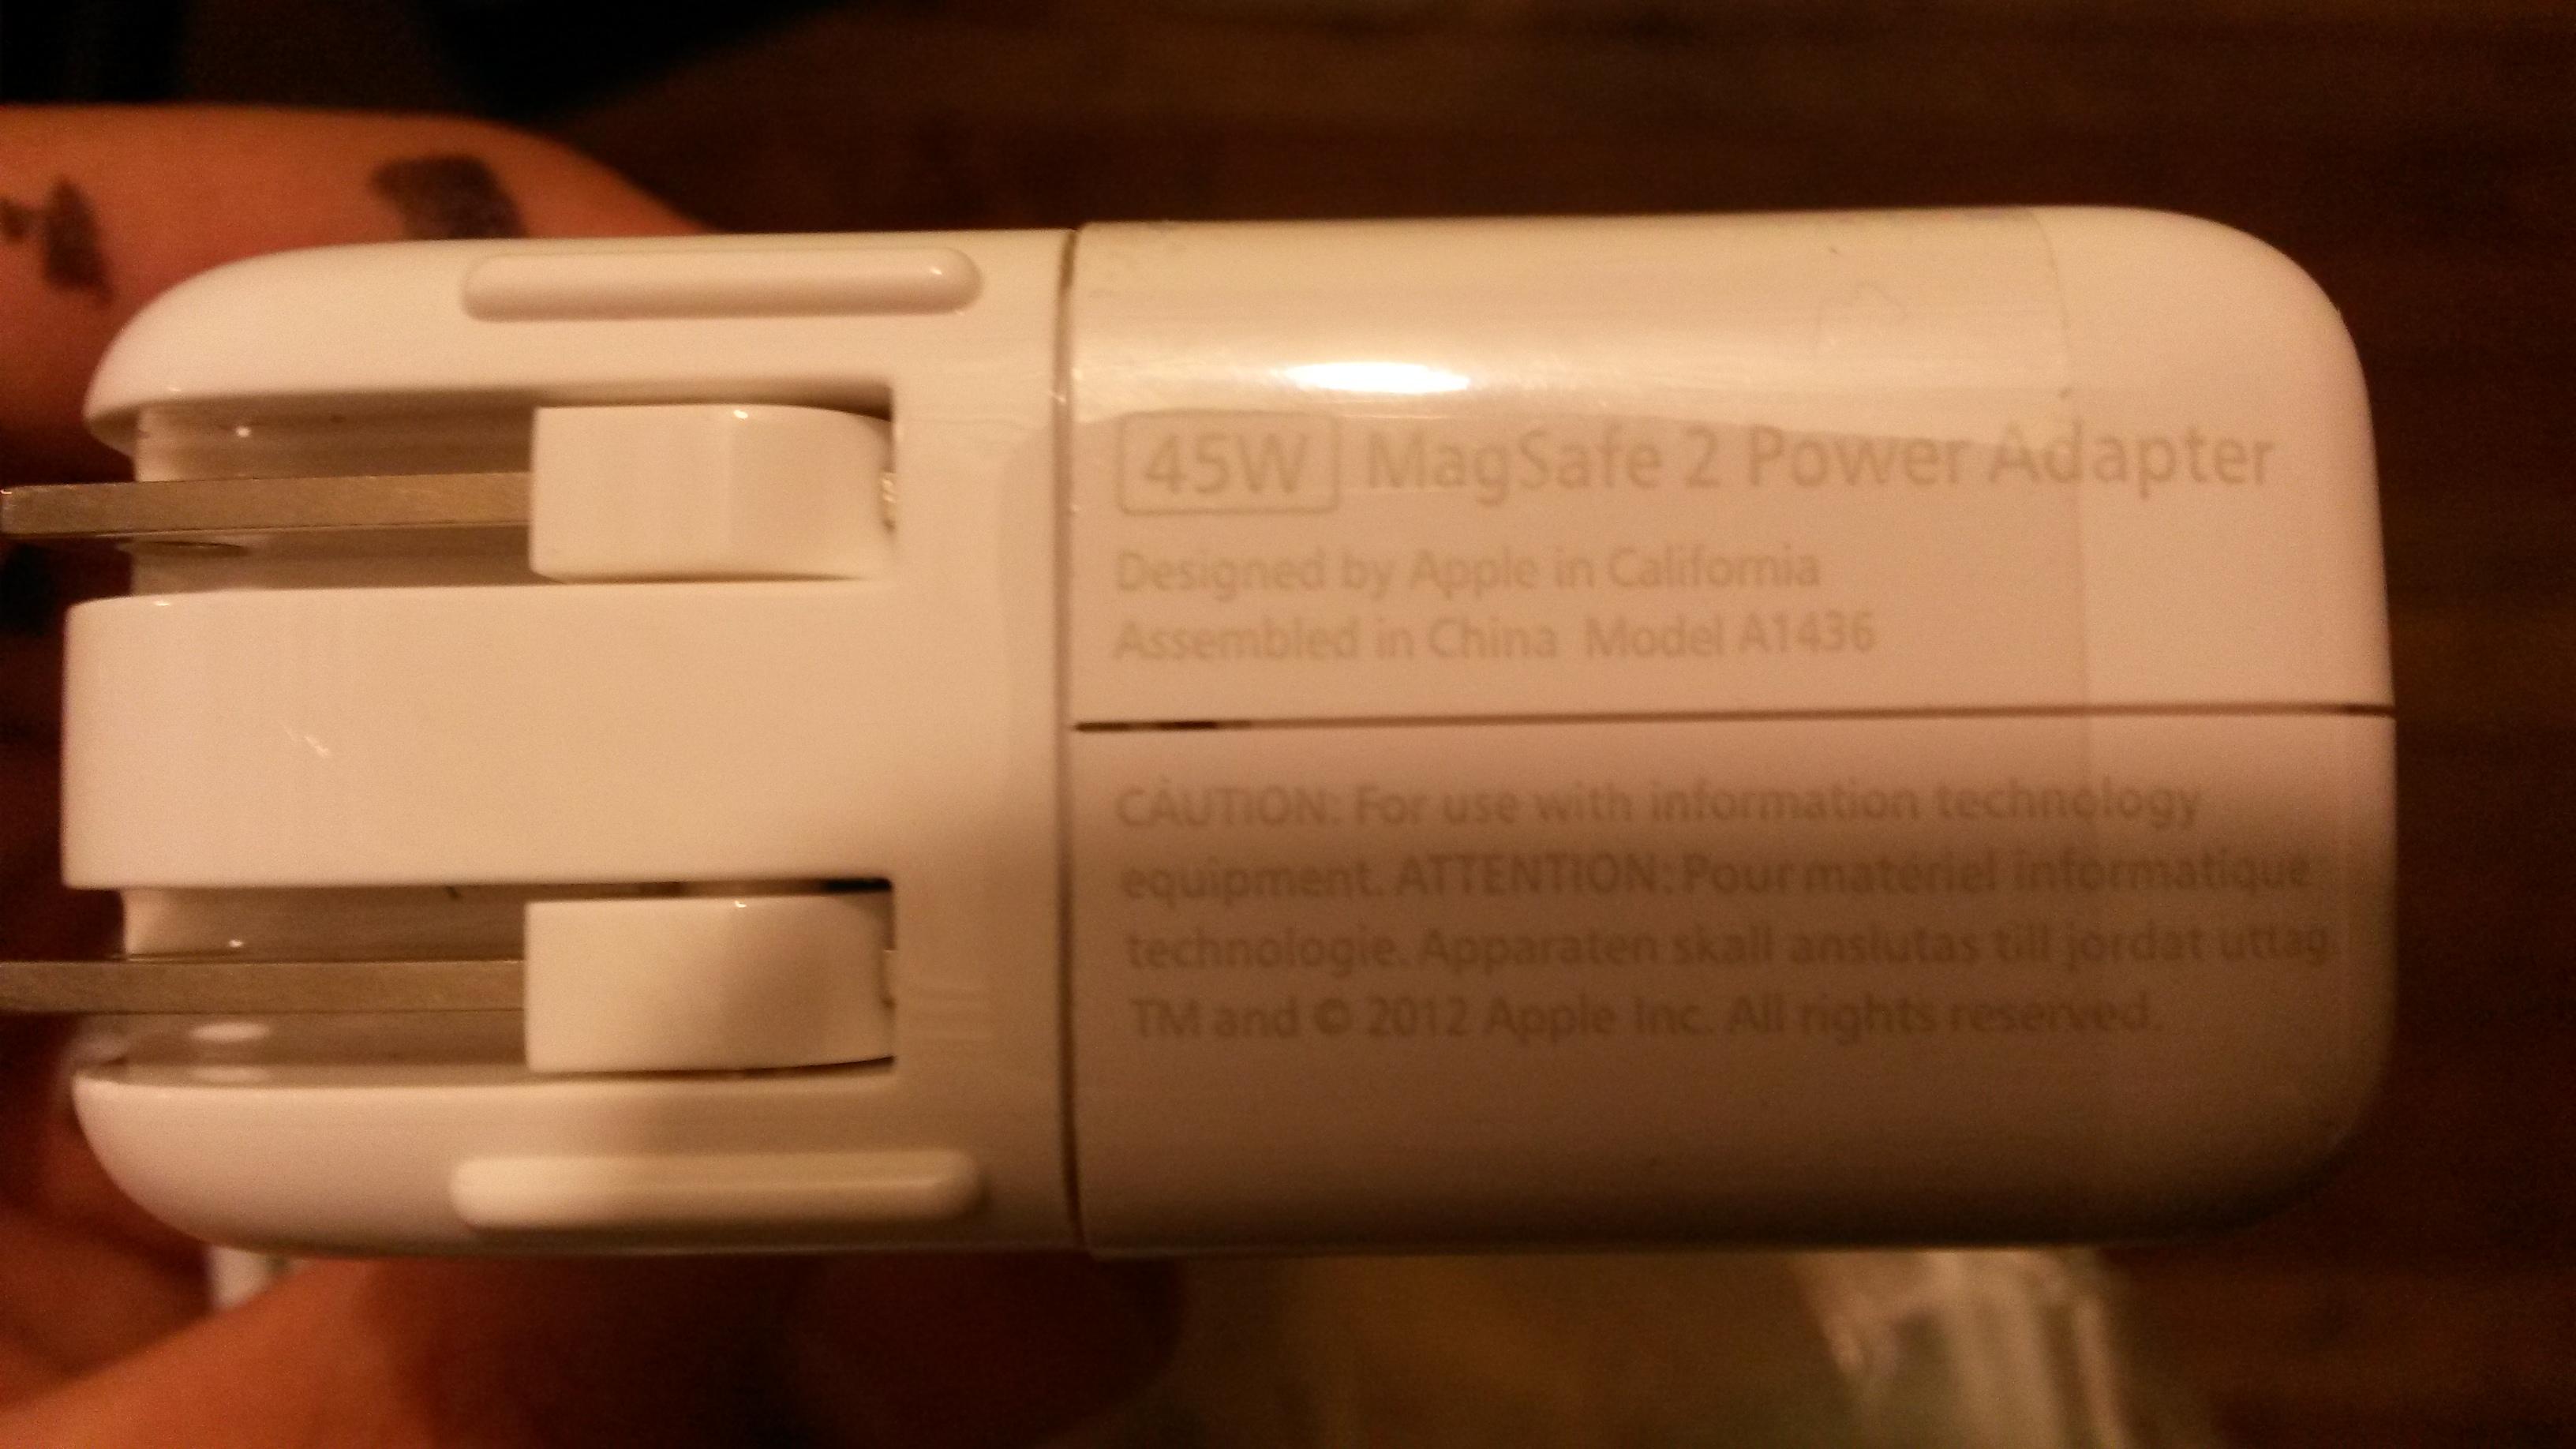 45W MagSafe 2 Power Adapter
Designed by Apple in California
Assembled in China Model A1436
CAUTION: For use with information technology
equipment. ATTENTION: Pour matériel informatique
technologie. Apparaten skall anslutas till jordat uttag.
TM and © 2012 Apple Inc. All rights reserved.